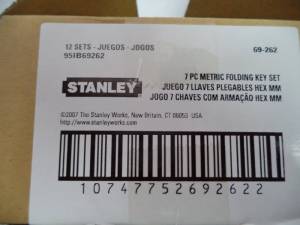 12 SETS - JUEGOS - JOGOS
69-262
95IB69262
STANLEY
7 PC METRIC FOLDING KEY SET
JUEGO 7 LLAVES PLEGABLES HEX MM
JOGO 7 CHAVES COM ARMAÇÃO HEX MM
©2007 The Stanley Works, New Britain, CT 06053 USA
http://www.stanleyworks.com
10747752692622